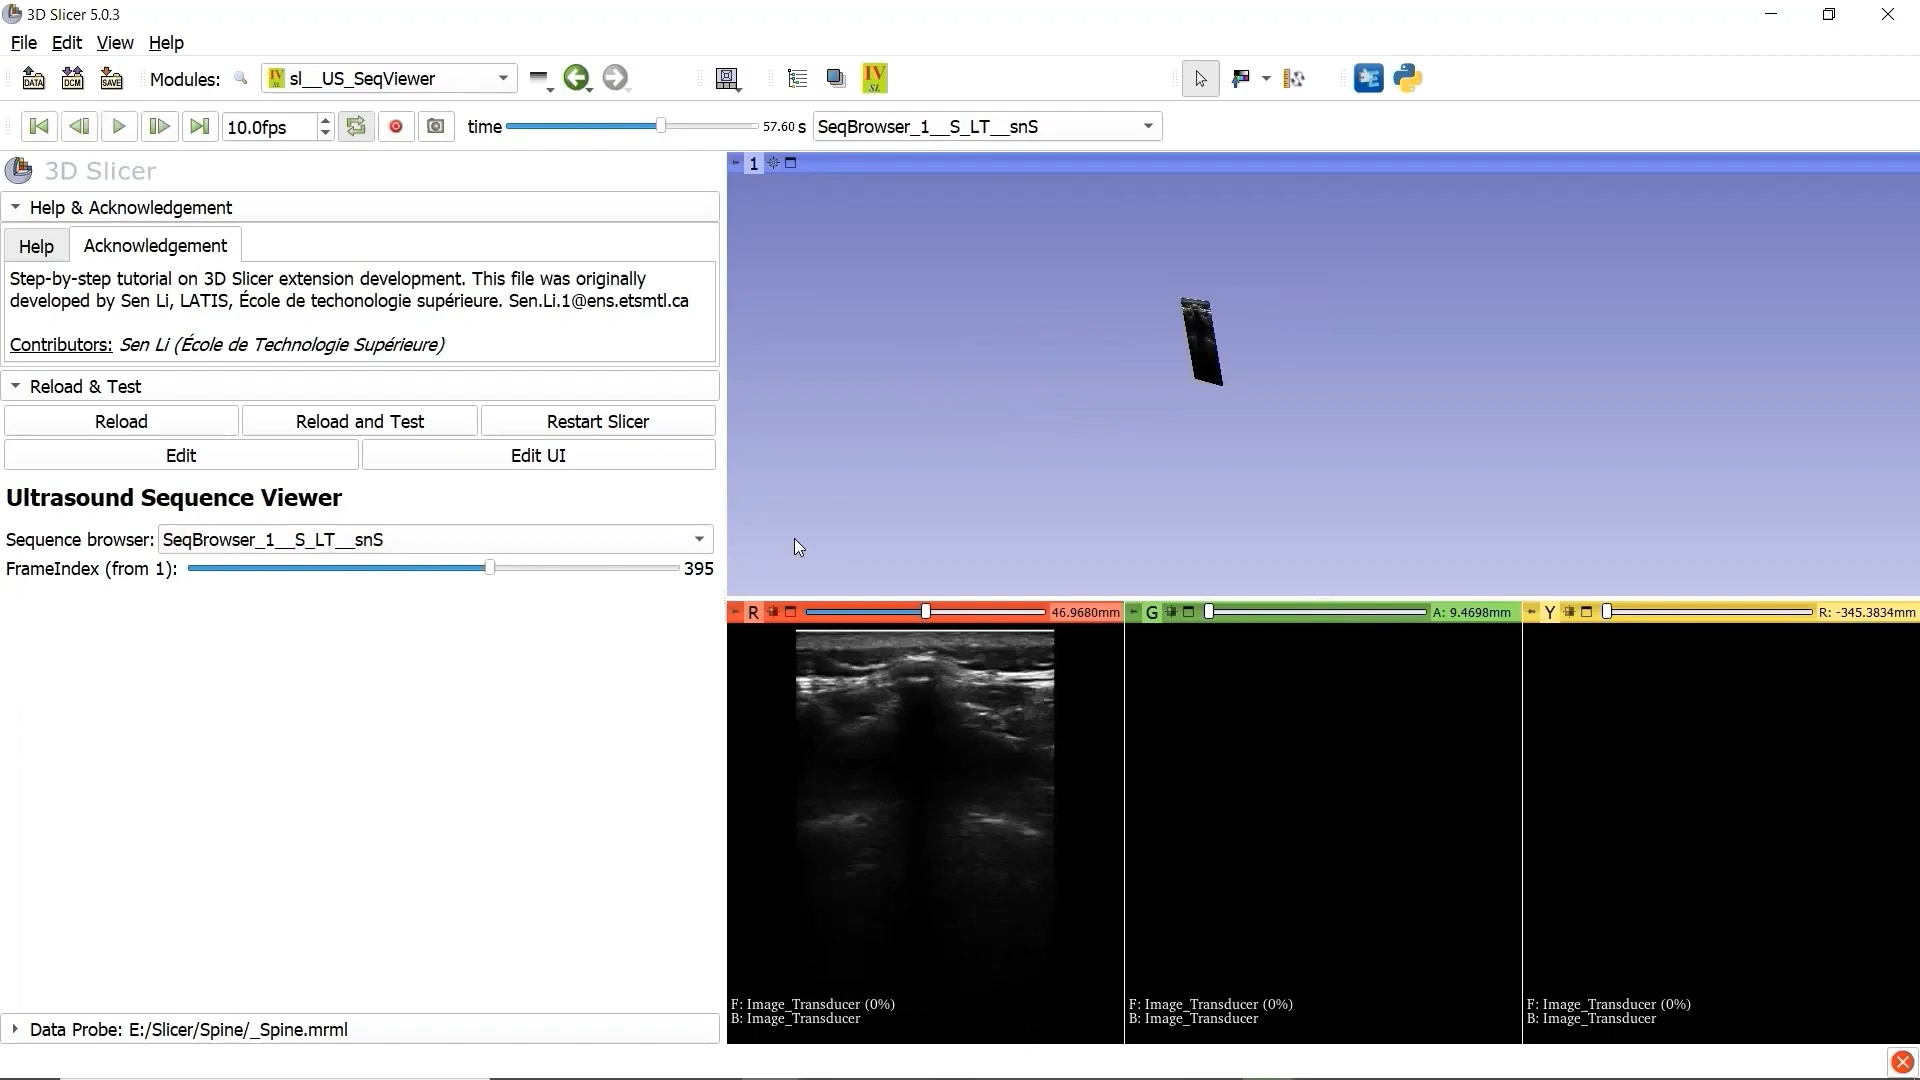 3D Slicer 5.0.3
File Edit View Help
DATA DCM SAVE Modules: IV SL sl__US_SeqViewer IV SL
10.0fps time 57.60 s SeqBrowser_1__S_LT__snS
3D Slicer
1
Help & Acknowledgement
Help Acknowledgement
Step-by-step tutorial on 3D Slicer extension development. This file was originally
developed by Sen Li, LATIS, École de techonologie supérieure. Sen.Li.1@ens.etsmtl.ca
Contributors: Sen Li (École de Technologie Supérieure)
Reload & Test
Reload Reload and Test Restart Slicer
Edit Edit UI
Ultrasound Sequence Viewer
Sequence browser: SeqBrowser_1__S_LT__snS
FrameIndex (from 1): 395
R 46.9680mm G A: 9.4698mm Y R: -345.3834mm
F: Image_Transducer (0%)
B: Image_Transducer
F: Image_Transducer (0%)
B: Image_Transducer
F: Image_Transducer (0%)
B: Image_Transducer
Data Probe: E:/Slicer/Spine/_Spine.mrml